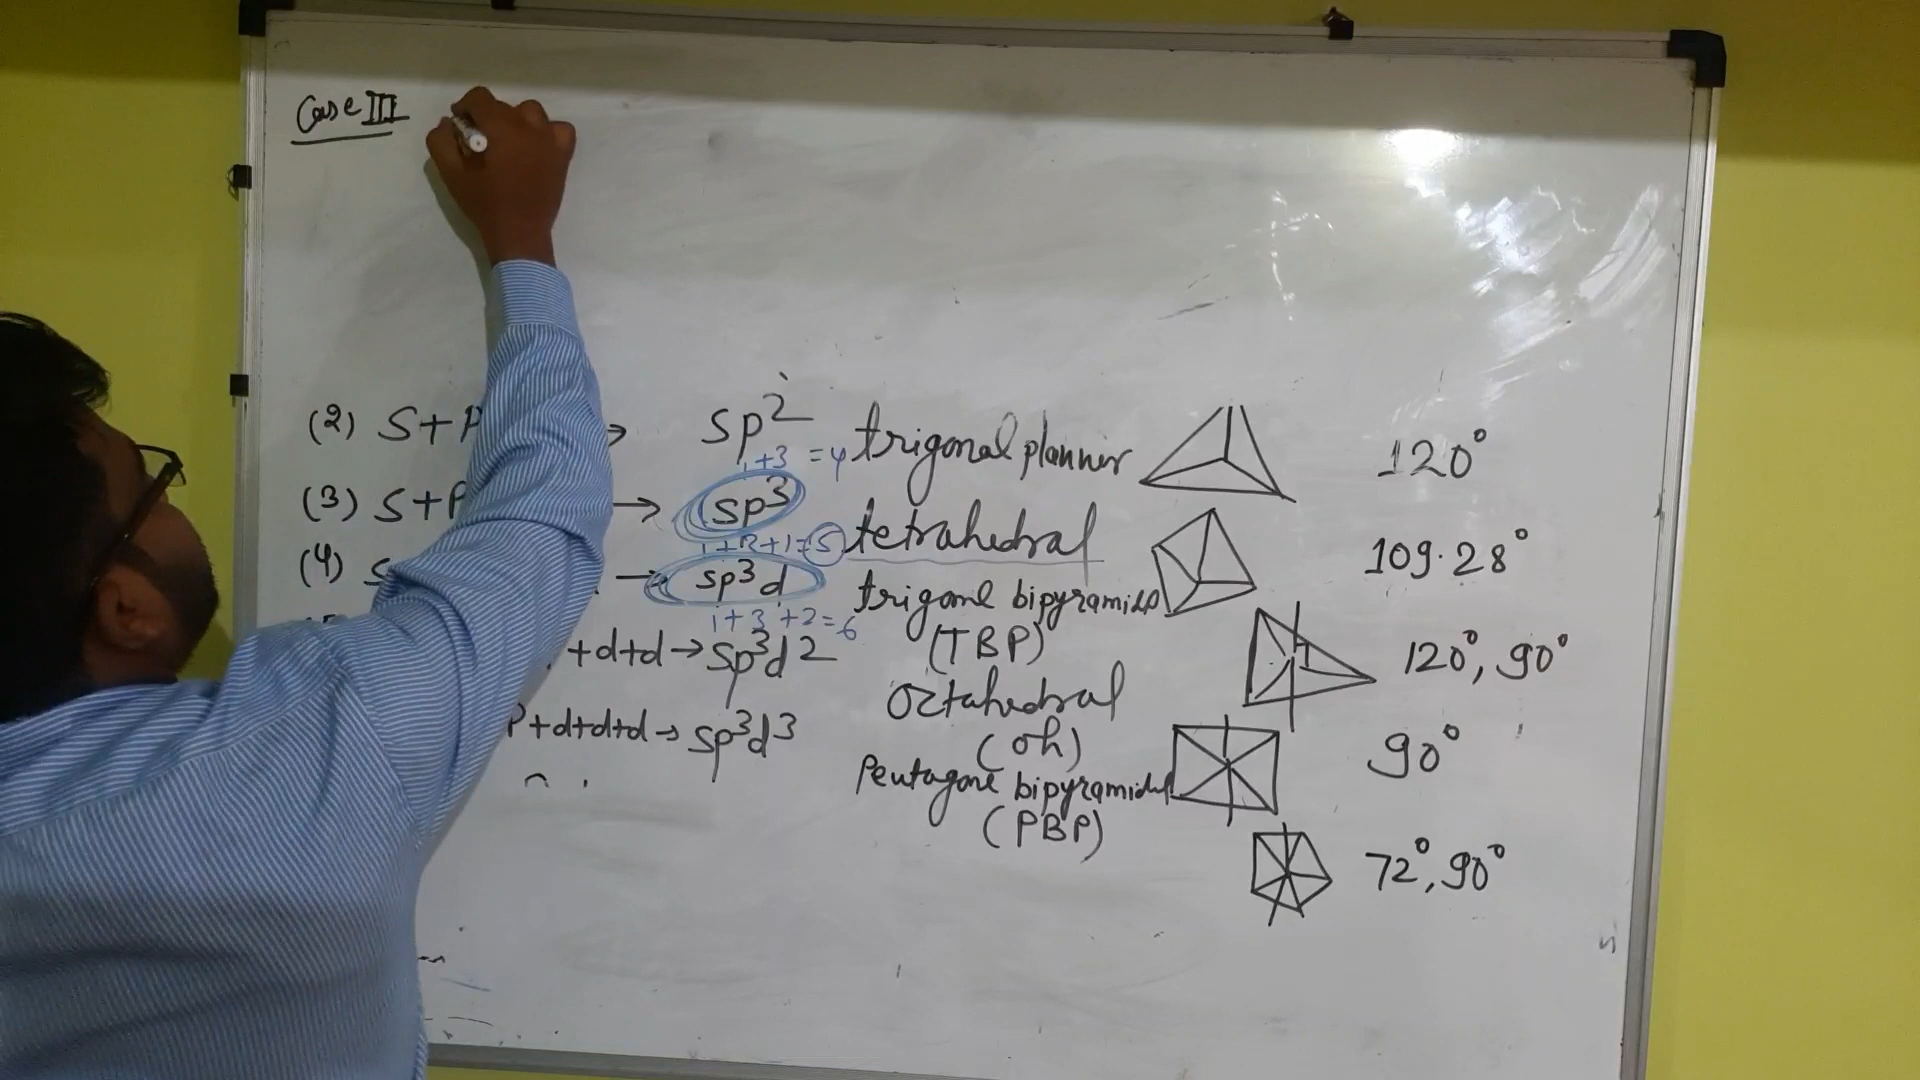 Case III
(2) S+P → sp² trigonal planner 120°
1+3 =4
(3) S+P → sp³ tetrahedral 109.28°
1+3+1=5
(4) S → sp³d trigonal bipyramidal 120°, 90°
1+3+2=6
(TBP)
+d+d → sp³d2 Octahedral 90°
(oh)
P+d+d+d → sp³d³ Pentagonal bipyramidal 72°, 90°
(PBP)